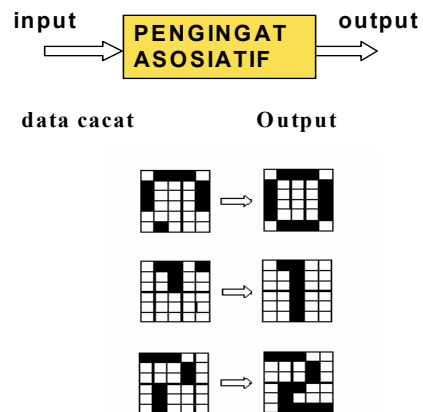 input
PENGINGAT
ASOSIATIF
output
data cacat
Output